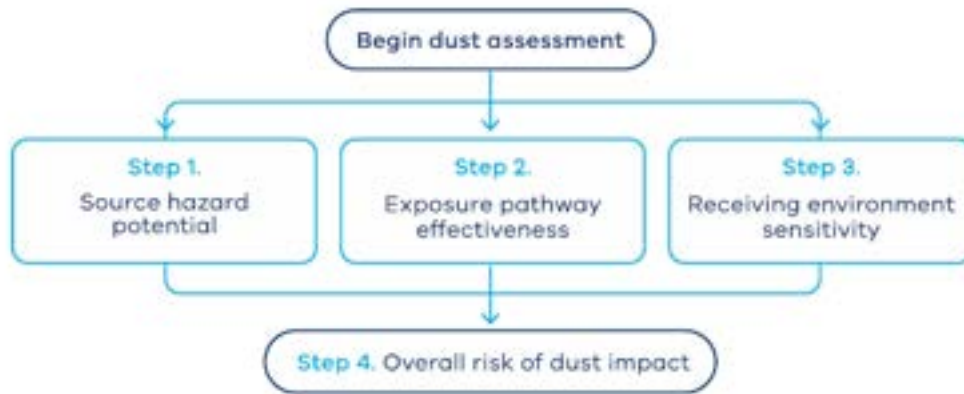 Begin dust assessment
Step 1.
Source hazard
potential
Step 2.
Exposure pathway
effectiveness
Step 3.
Receiving environment
sensitivity
Step 4. Overall risk of dust impact